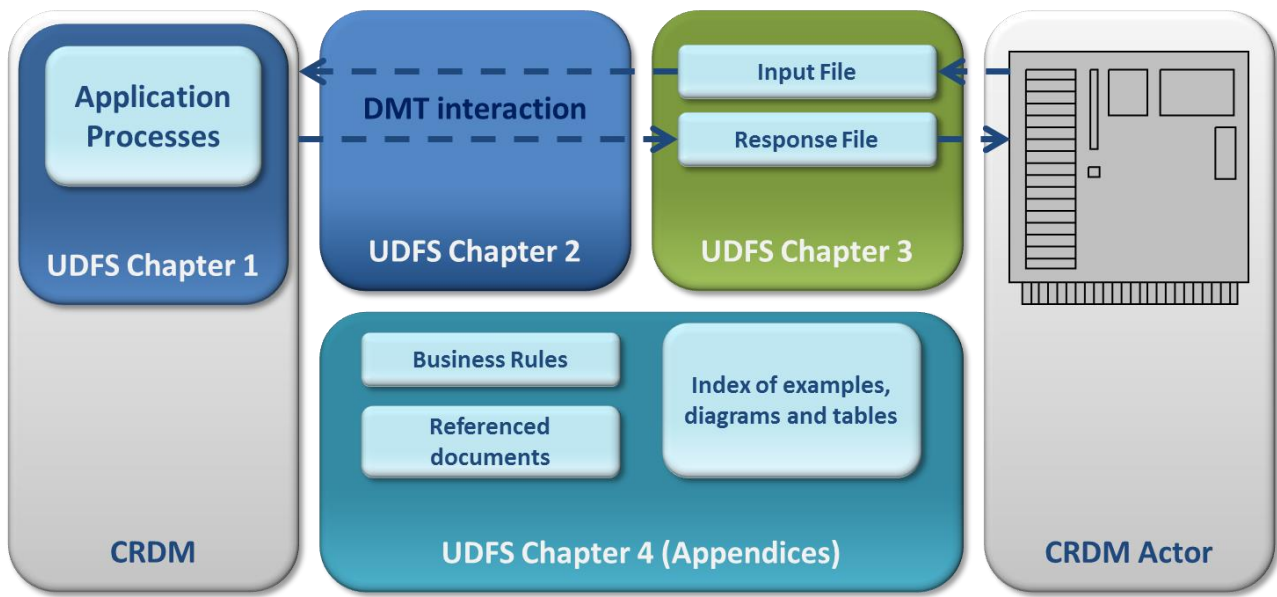 Application
Processes
UDFS Chapter 1
CRDM
DMT interaction
UDFS Chapter 2
Input File
Response File
UDFS Chapter 3
Business Rules
Referenced
documents
Index of examples,
diagrams and tables
UDFS Chapter 4 (Appendices)
CRDM Actor